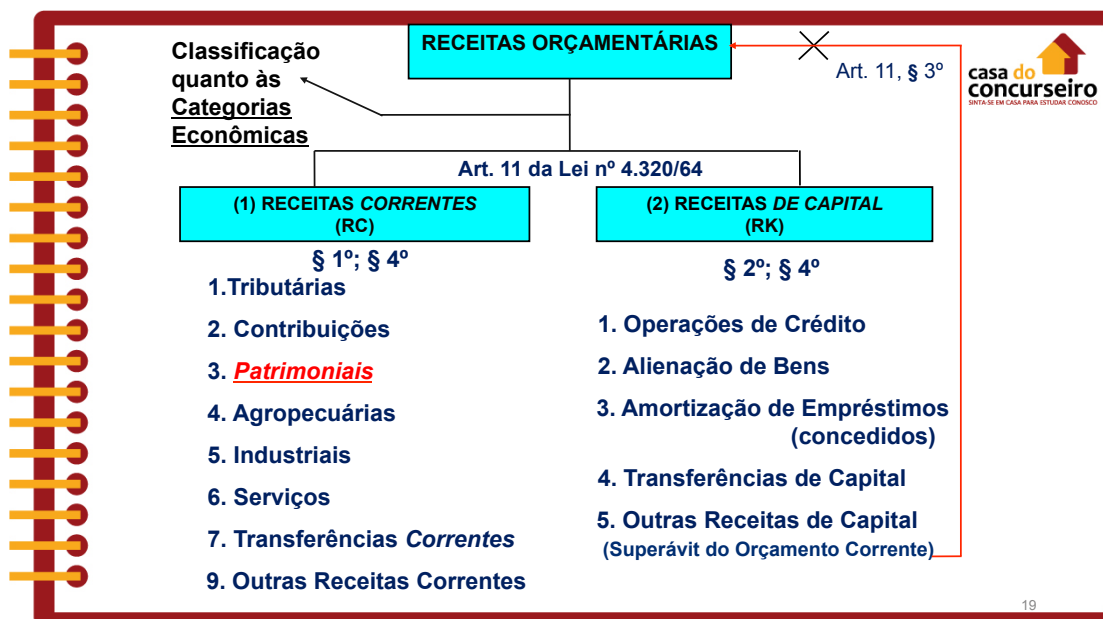 RECEITAS ORÇAMENTÁRIAS
Classificação
quanto às
Categorias
Econômicas
Art. 11, § 3º
casa do
concurseiro
SINTA-SE EM CASA PARA ESTUDAR CONOSCO
Art. 11 da Lei nº 4.320/64
(1) RECEITAS CORRENTES
(RC)
§ 1º; § 4º
1.Tributárias
2. Contribuições
3. Patrimoniais
4. Agropecuárias
5. Industriais
6. Serviços
7. Transferências Correntes
9. Outras Receitas Correntes
(2) RECEITAS DE CAPITAL
(RK)
§ 2º; § 4º
1. Operações de Crédito
2. Alienação de Bens
3. Amortização de Empréstimos
(concedidos)
4. Transferências de Capital
5. Outras Receitas de Capital
(Superávit do Orçamento Corrente)
19